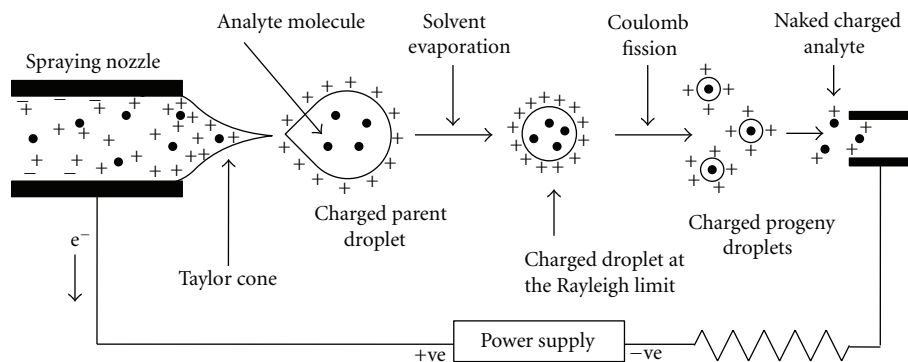 Analyte molecule
Solvent
evaporation
Coulomb
fission
Naked charged
analyte
Spraying nozzle
Charged parent
droplet
Charged progeny
droplets
Charged droplet at
the Rayleigh limit
e⁻
Taylor cone
+ve
Power supply
−ve